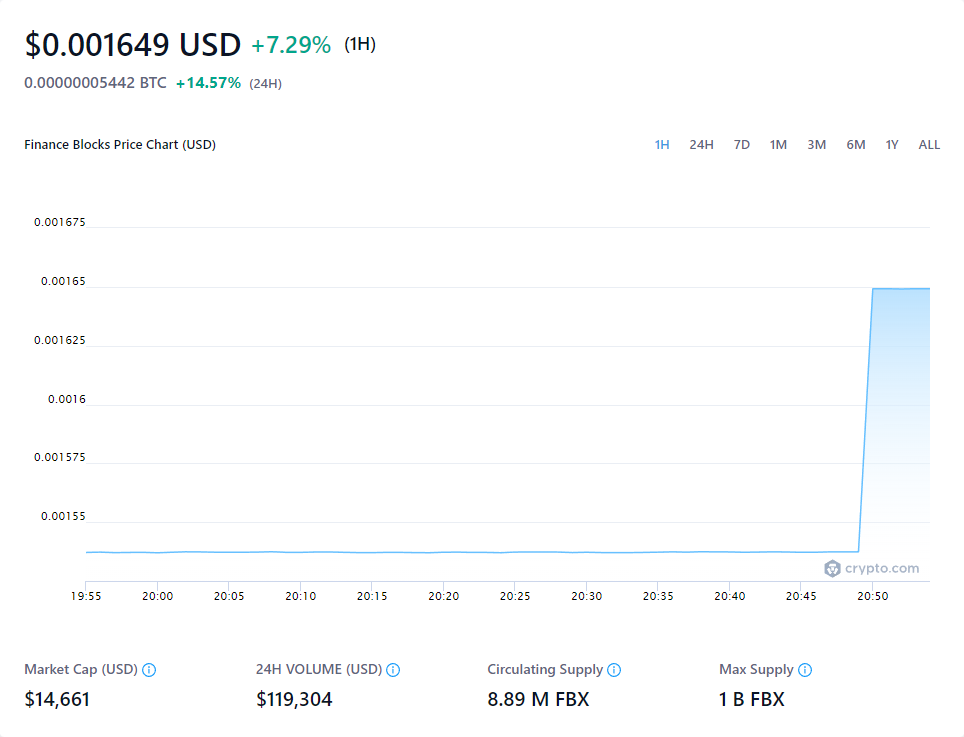 $0.001649 USD +7.29% (1H)
0.00000005442 BTC +14.57% (24H)
Finance Blocks Price Chart (USD)
1H 24H 7D 1M 3M 6M 1Y ALL
0.001675
0.00165
0.001625
0.0016
0.001575
0.00155
crypto.com
19:55 20:00 20:05 20:10 20:15 20:20 20:25 20:30 20:35 20:40 20:45 20:50
Market Cap (USD) 24H VOLUME (USD) Circulating Supply Max Supply
$14,661 $119,304 8.89 M FBX 1 B FBX